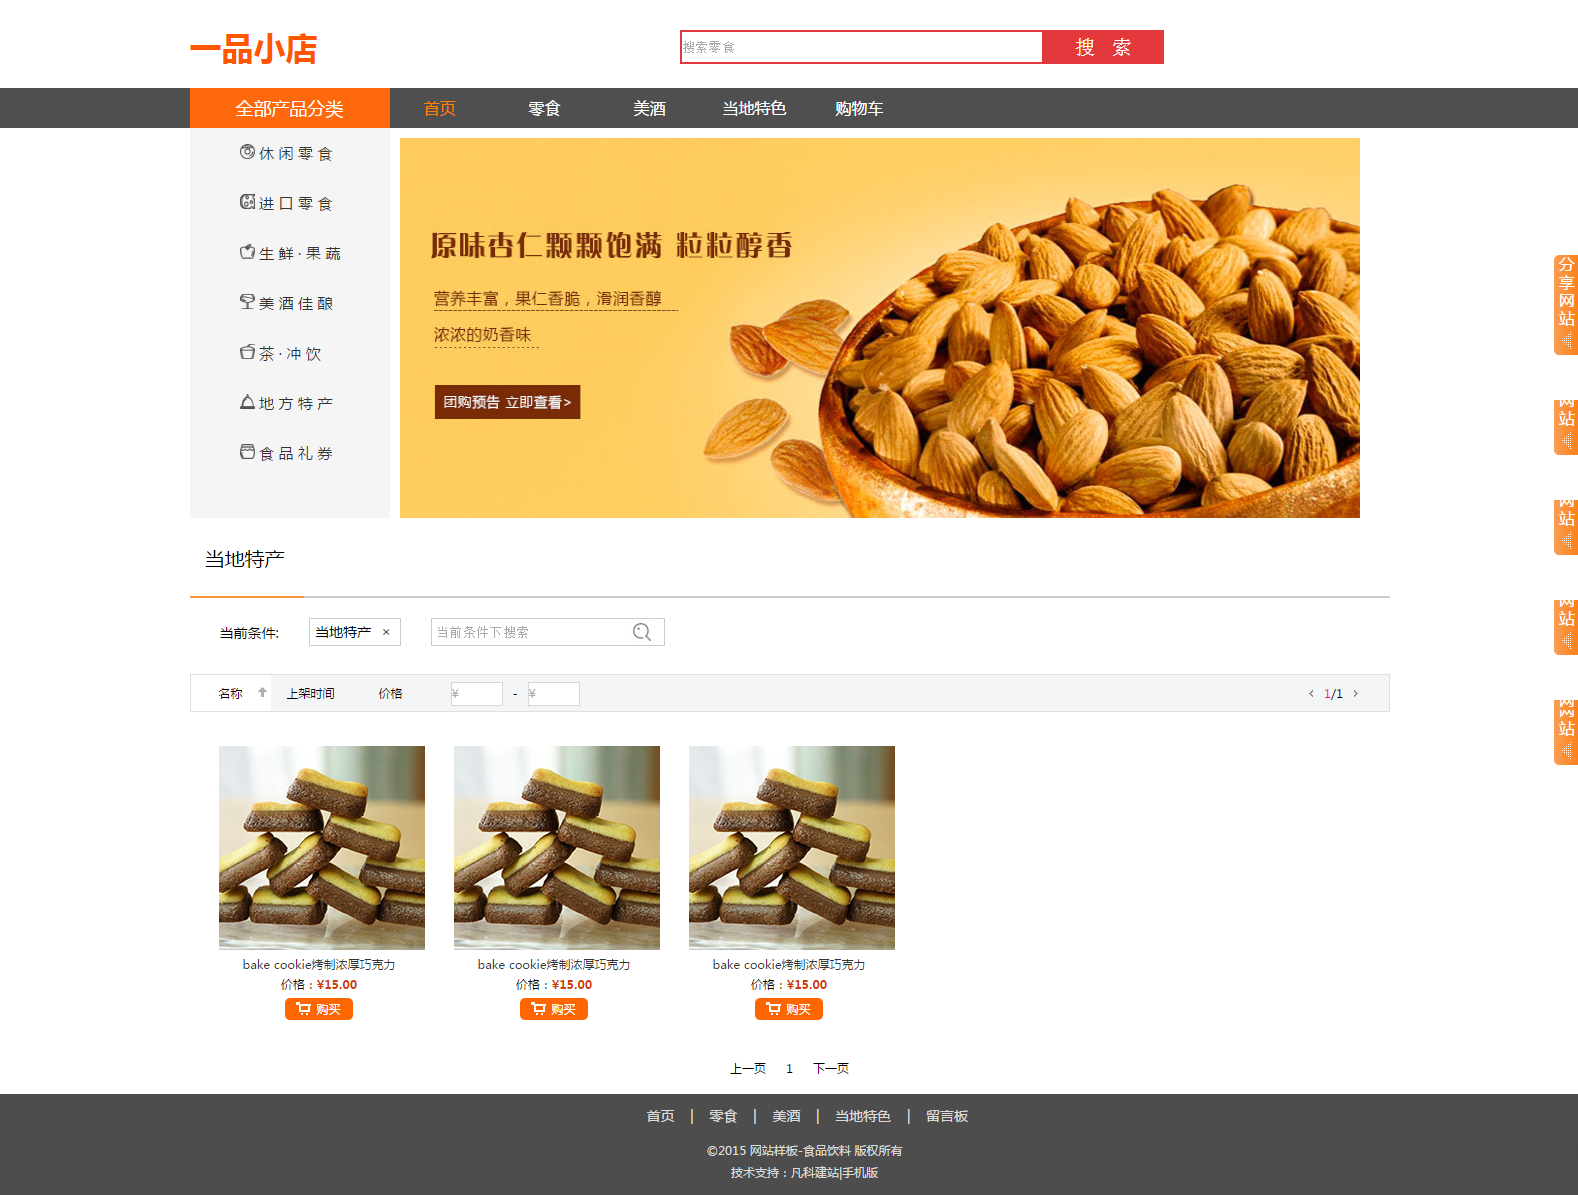 一品小店
搜索零食
搜 索
全部产品分类 首页 零食 美酒 当地特色 购物车
休闲零食
进口零食
生鲜·果蔬
美酒佳酿
茶·冲饮
地方特产
食品礼券
原味杏仁颗颗饱满 粒粒醇香
营养丰富，果仁香脆，滑润香醇
浓浓的奶香味
团购预告 立即查看>
分享网站
网站
网站
网站
网网站
当地特产
当前条件: 当地特产 × 当前条件下搜索
名称 上架时间 价格 ¥ - ¥ ‹ 1/1 ›
bake cookie烤制浓厚巧克力 bake cookie烤制浓厚巧克力 bake cookie烤制浓厚巧克力
价格：¥15.00 价格：¥15.00 价格：¥15.00
购买 购买 购买
上一页 1 下一页
首页 | 零食 | 美酒 | 当地特色 | 留言板
©2015 网站样板-食品饮料 版权所有
技术支持：凡科建站|手机版